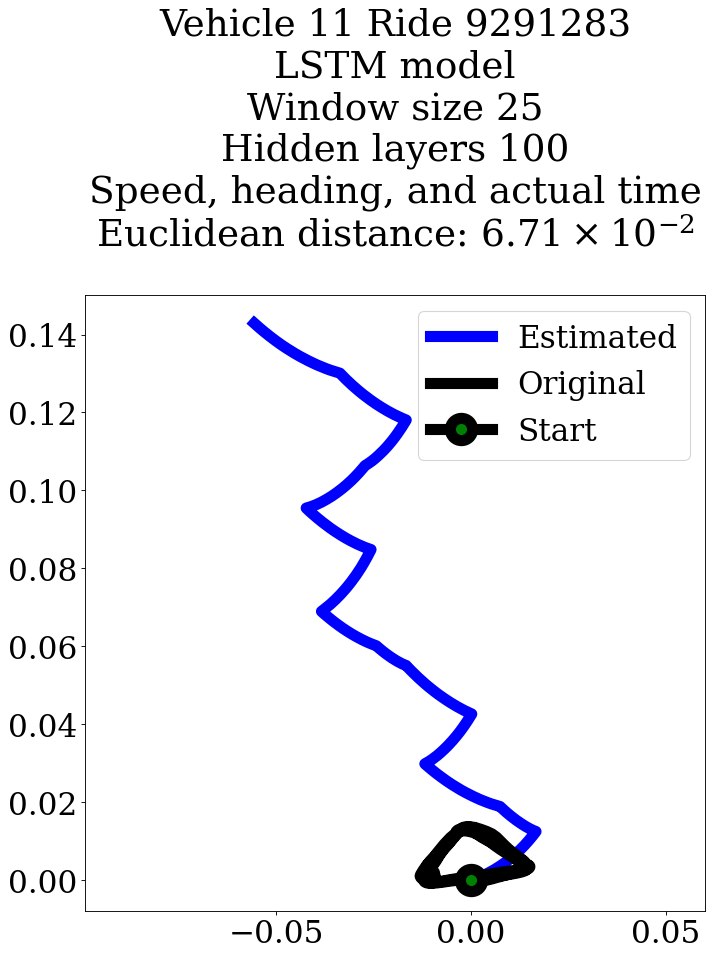 Vehicle 11 Ride 9291283
LSTM model
Window size 25
Hidden layers 100
Speed, heading, and actual time
Euclidean distance: 6.71 × 10⁻²
Estimated
Original
Start
0.14
0.12
0.10
0.08
0.06
0.04
0.02
0.00
−0.05
0.00
0.05